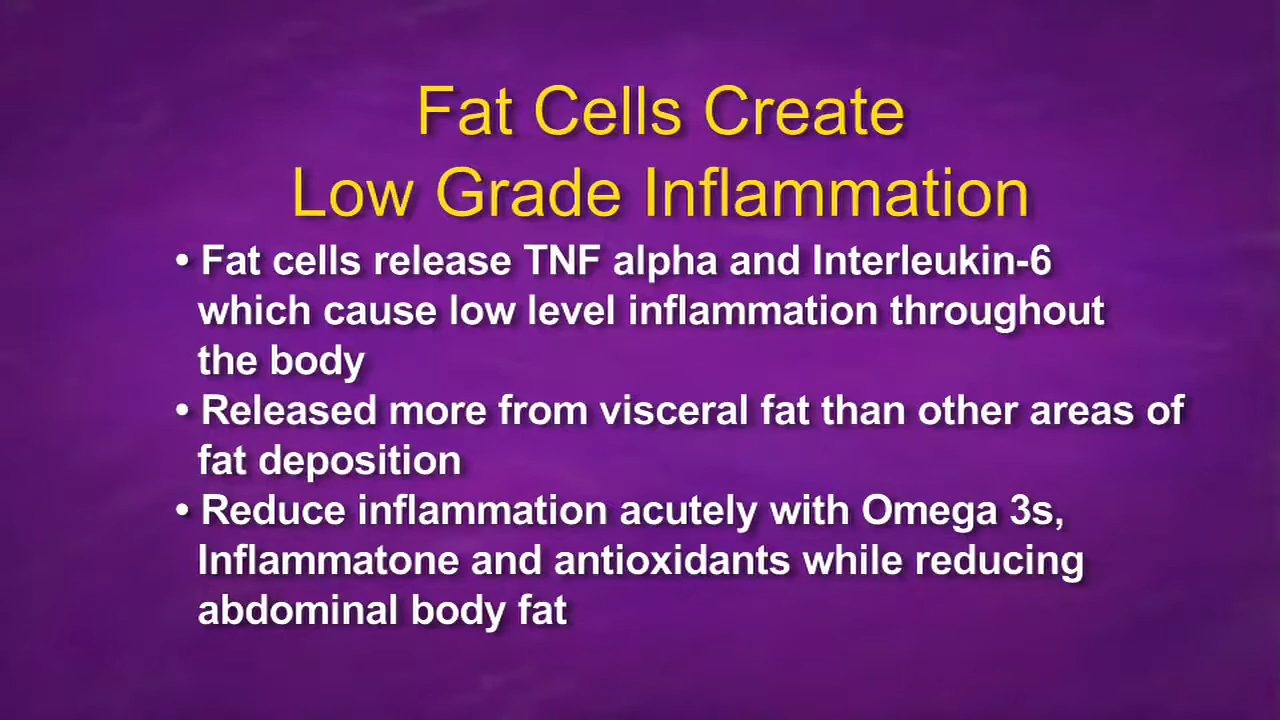 Fat Cells Create
Low Grade Inflammation
• Fat cells release TNF alpha and Interleukin-6
which cause low level inflammation throughout
the body
• Released more from visceral fat than other areas of
fat deposition
• Reduce inflammation acutely with Omega 3s,
Inflammatone and antioxidants while reducing
abdominal body fat